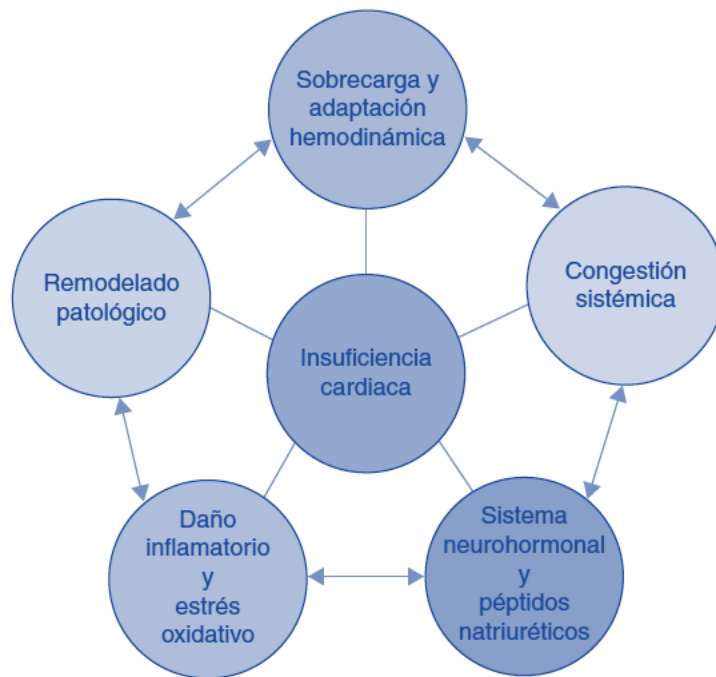 Sobrecarga y
adaptación
hemodinámica
Remodelado
patológico
Congestión
sistémica
Insuficiencia
cardiaca
Daño
inflamatorio
y
estrés
oxidativo
Sistema
neurohormonal
y
péptidos
natriuréticos